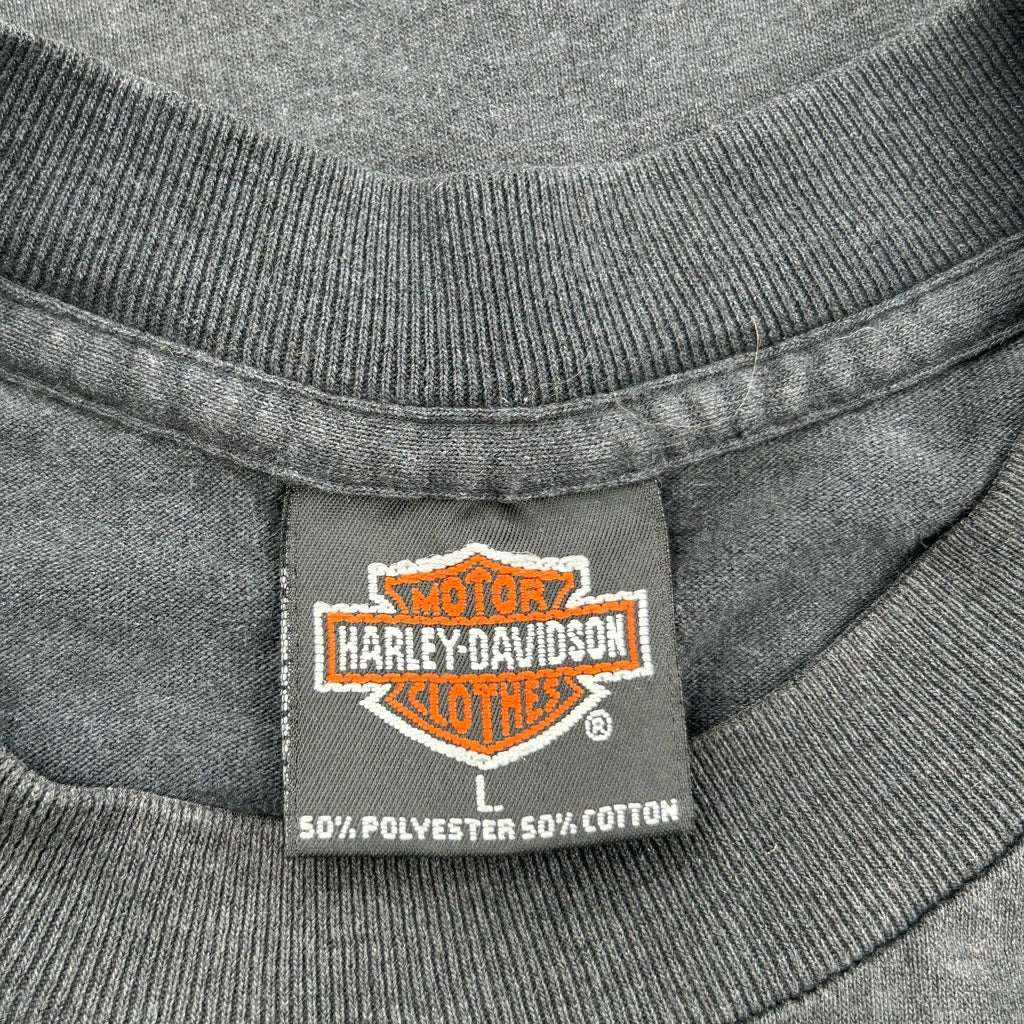 MOTOR
HARLEY-DAVIDSON
CLOTHES
®
L
50% POLYESTER 50% COTTON